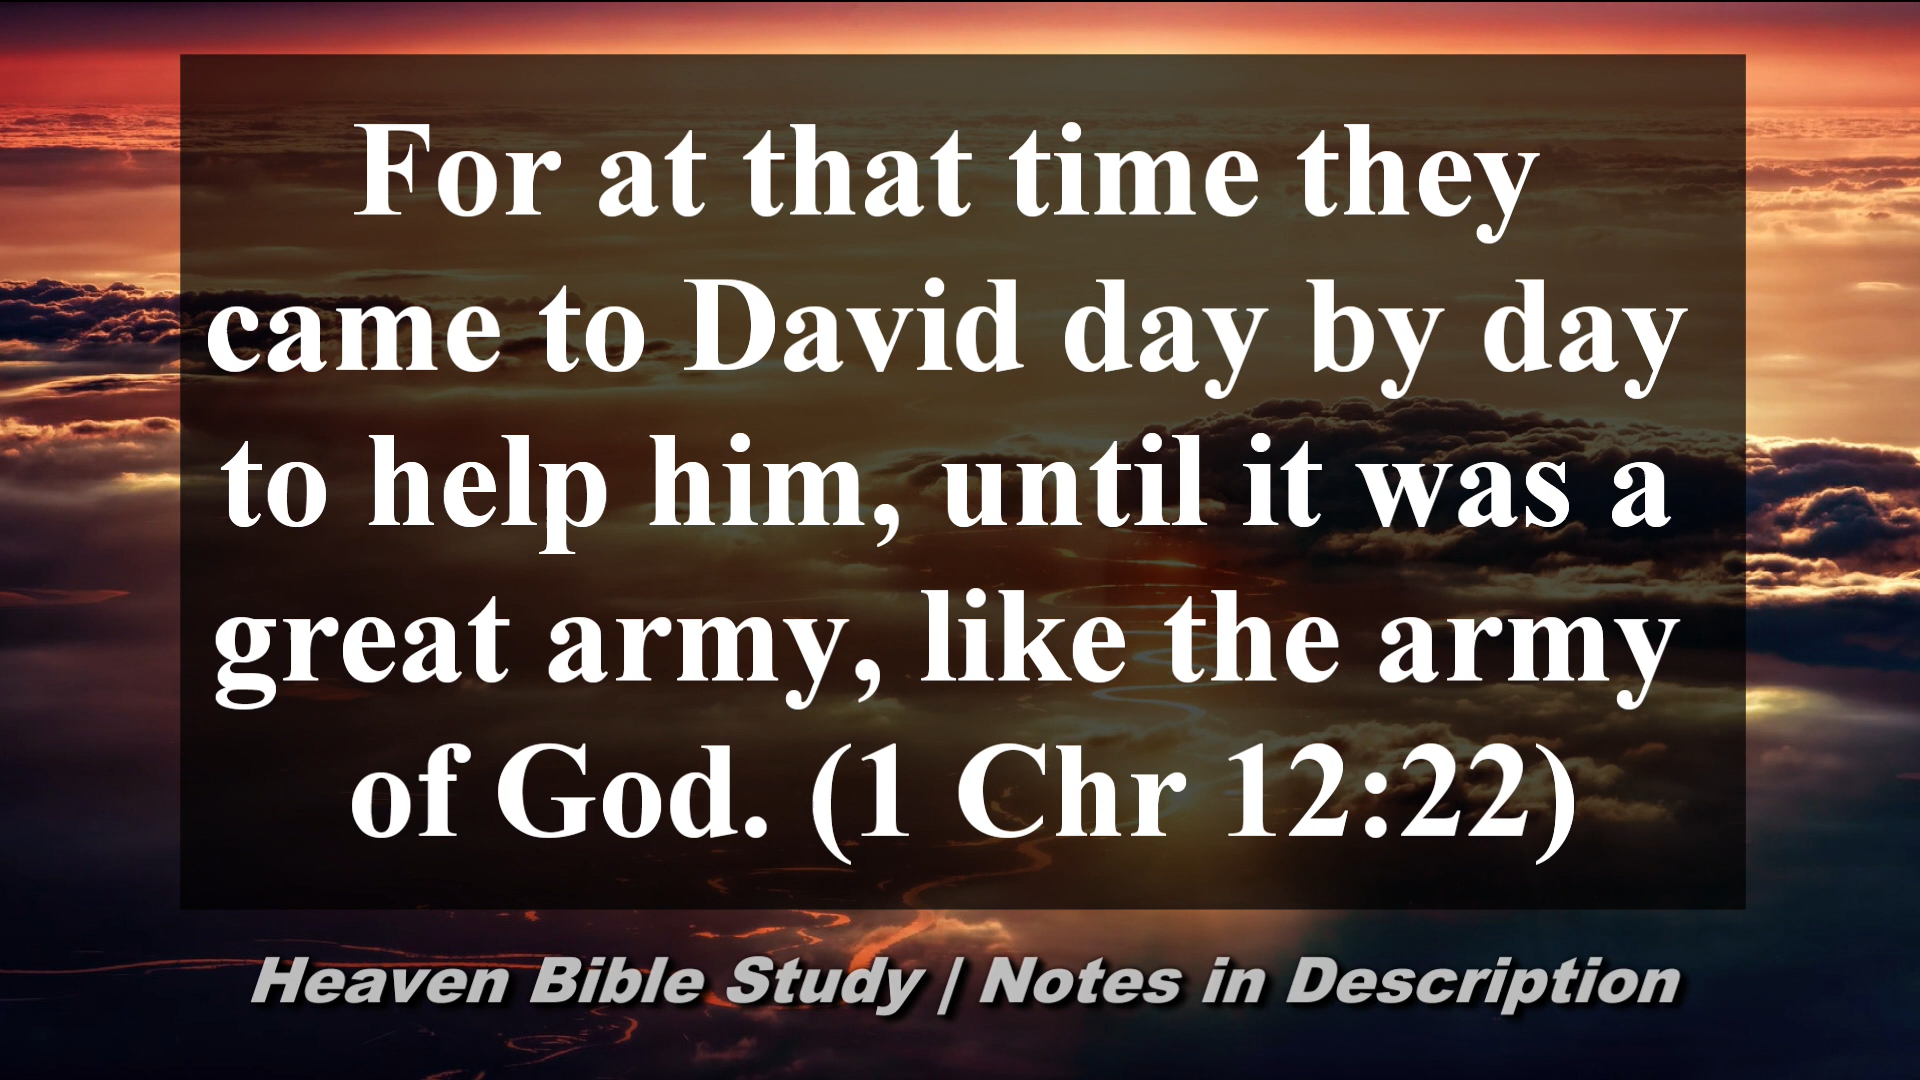 For at that time they
came to David day by day
to help him, until it was a
great army, like the army
of God. (1 Chr 12:22)
Heaven Bible Study | Notes in Description